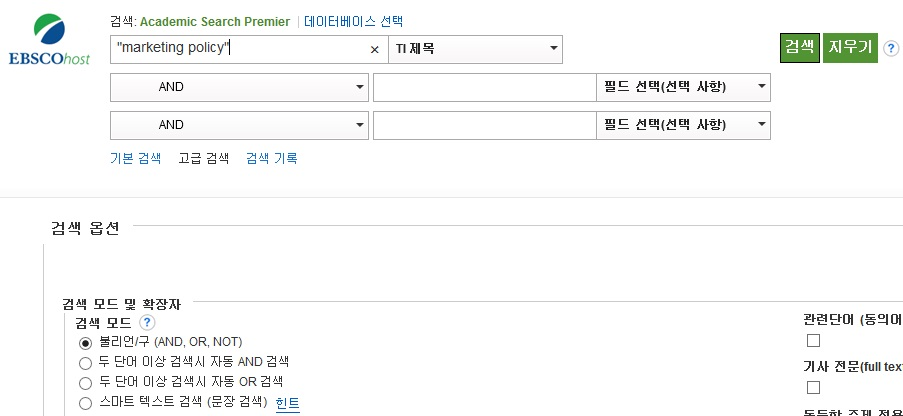 검색: Academic Search Premier | 데이터베이스 선택
EBSCOhost
"marketing policy" × TI 제목 검색 지우기 ?
AND 필드 선택(선택 사항)
AND 필드 선택(선택 사항)
기본 검색 고급 검색 검색 기록
검색 옵션
검색 모드 및 확장자
검색 모드 ?
관련단어 (동의어
불리언/구 (AND, OR, NOT)
두 단어 이상 검색시 자동 AND 검색
기사 전문(full tex
두 단어 이상 검색시 자동 OR 검색
스마트 텍스트 검색 (문장 검색) 힌트